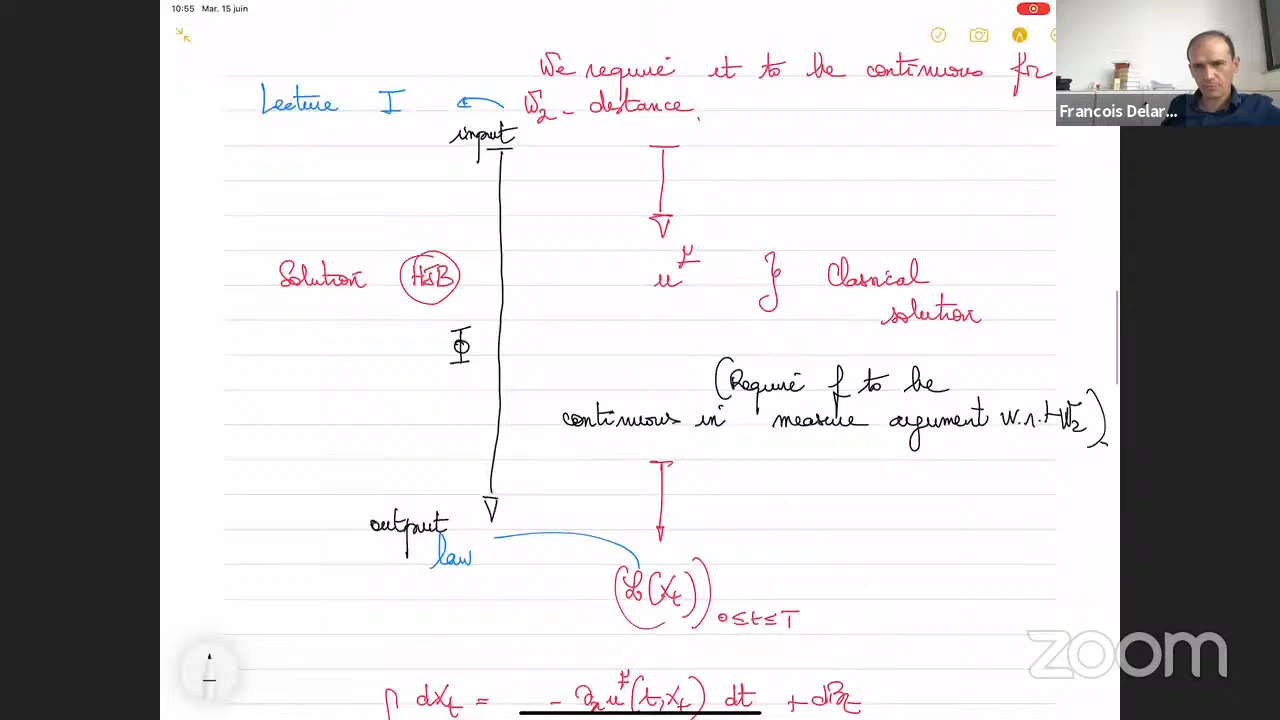 10:55 Mar. 15 juin
We require it to be continuous for
Lecture I
W₂ - distance.
input
Francois Delar...
Solution HJB
u^μ } Classical
solution
Φ
(Require f to be
continuous in measure argument w.r.t W₂)
output
law
(ℒ(X_t))_{0≤t≤T}
dX_t = - ∂ₓu^μ(t,X_t) dt + dB_t
zoom